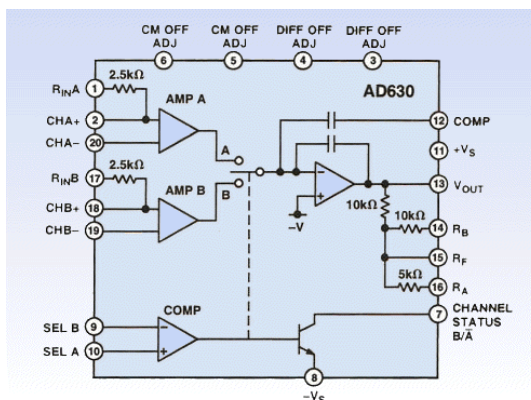 CM OFF ADJ
CM OFF ADJ
DIFF OFF ADJ
DIFF OFF ADJ
6
5
4
3
AD630
2.5kΩ
1
RINA
AMP A
2
CHA+
20
CHA–
A
B
12
COMP
11
+VS
13
VOUT
–V
10kΩ
10kΩ
14
RB
15
RF
5kΩ
16
RA
17
RINB
2.5kΩ
AMP B
18
CHB+
19
CHB–
COMP
9
SEL B
10
SEL A
7
CHANNEL
STATUS
B/A̅
8
–VS